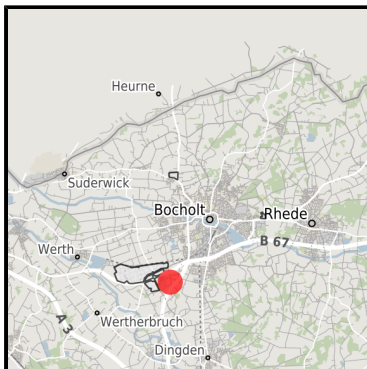 Heurne
Suderwick
Bocholt
Rhede
B 67
Werth
A 3
Wertherbruch
Dingden